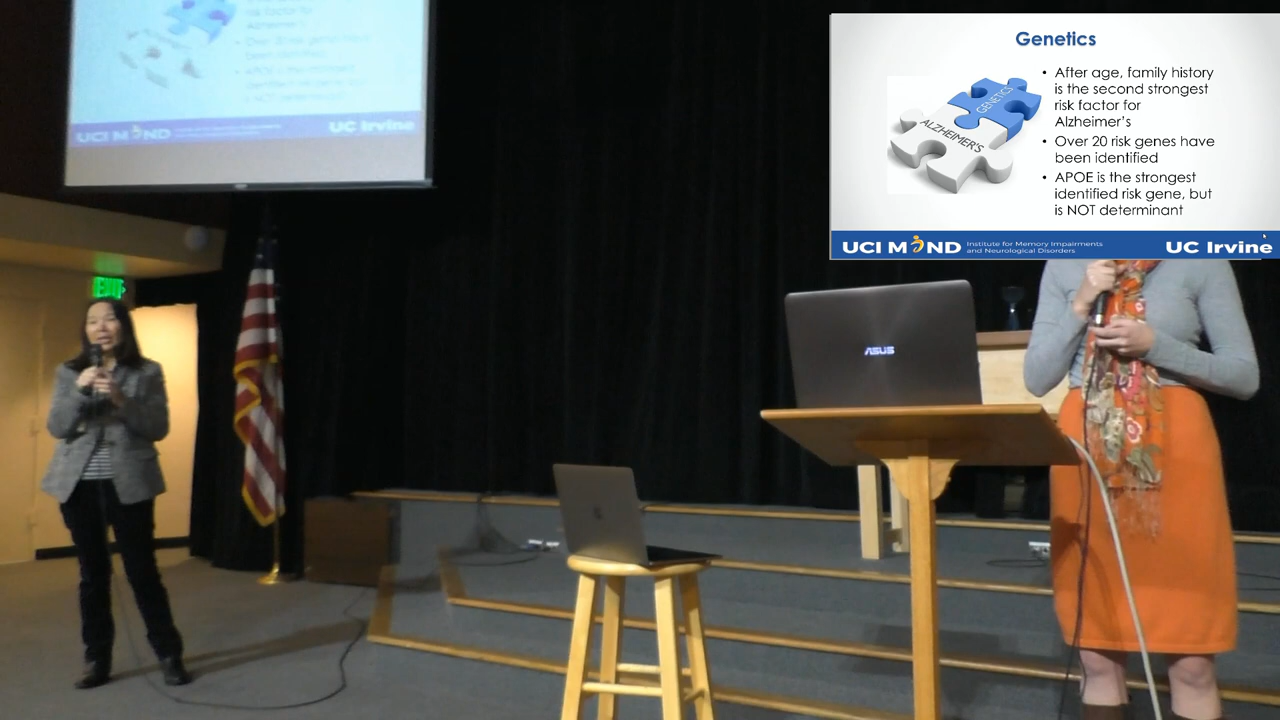 Genetics
• After age, family history
is the second strongest
risk factor for
Alzheimer's
• Over 20 risk genes have
been identified
• APOE is the strongest
identified risk gene, but
is NOT determinant
GENETICS
ALZHEIMER'S
UCI MIND Institute for Memory Impairments
and Neurological Disorders
UC Irvine
UCI MIND
UC Irvine
ASUS